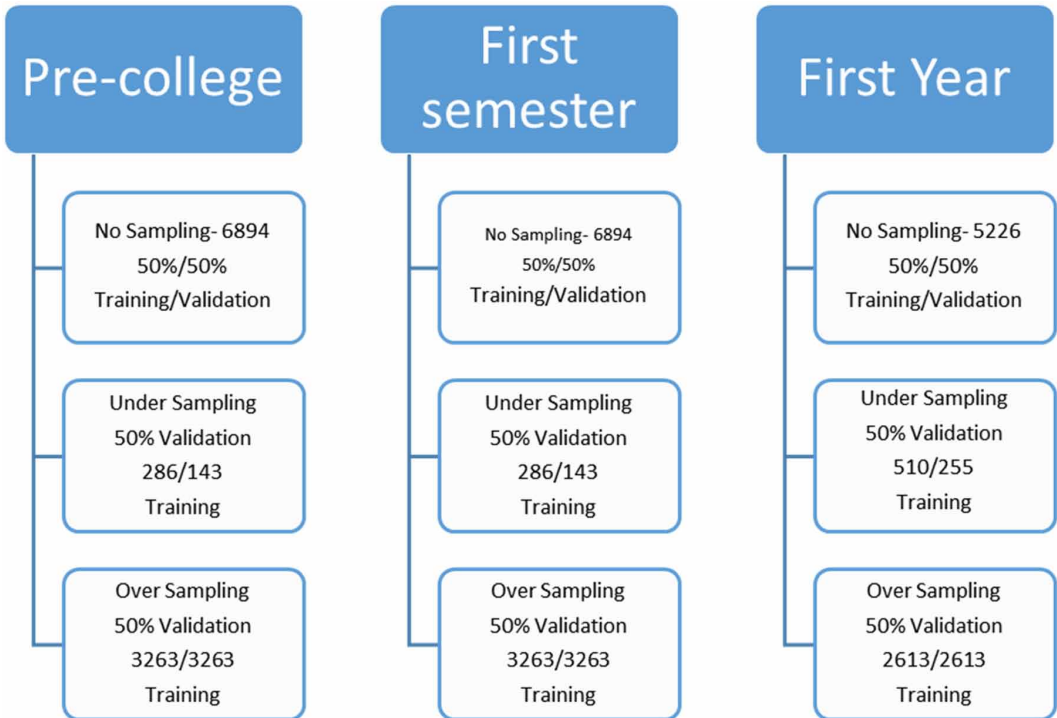 Pre-college
No Sampling- 6894
50%/50%
Training/Validation
Under Sampling
50% Validation
286/143
Training
Over Sampling
50% Validation
3263/3263
Training
First
semester
No Sampling- 6894
50%/50%
Training/Validation
Under Sampling
50% Validation
286/143
Training
Over Sampling
50% Validation
3263/3263
Training
First Year
No Sampling- 5226
50%/50%
Training/Validation
Under Sampling
50% Validation
510/255
Training
Over Sampling
50% Validation
2613/2613
Training